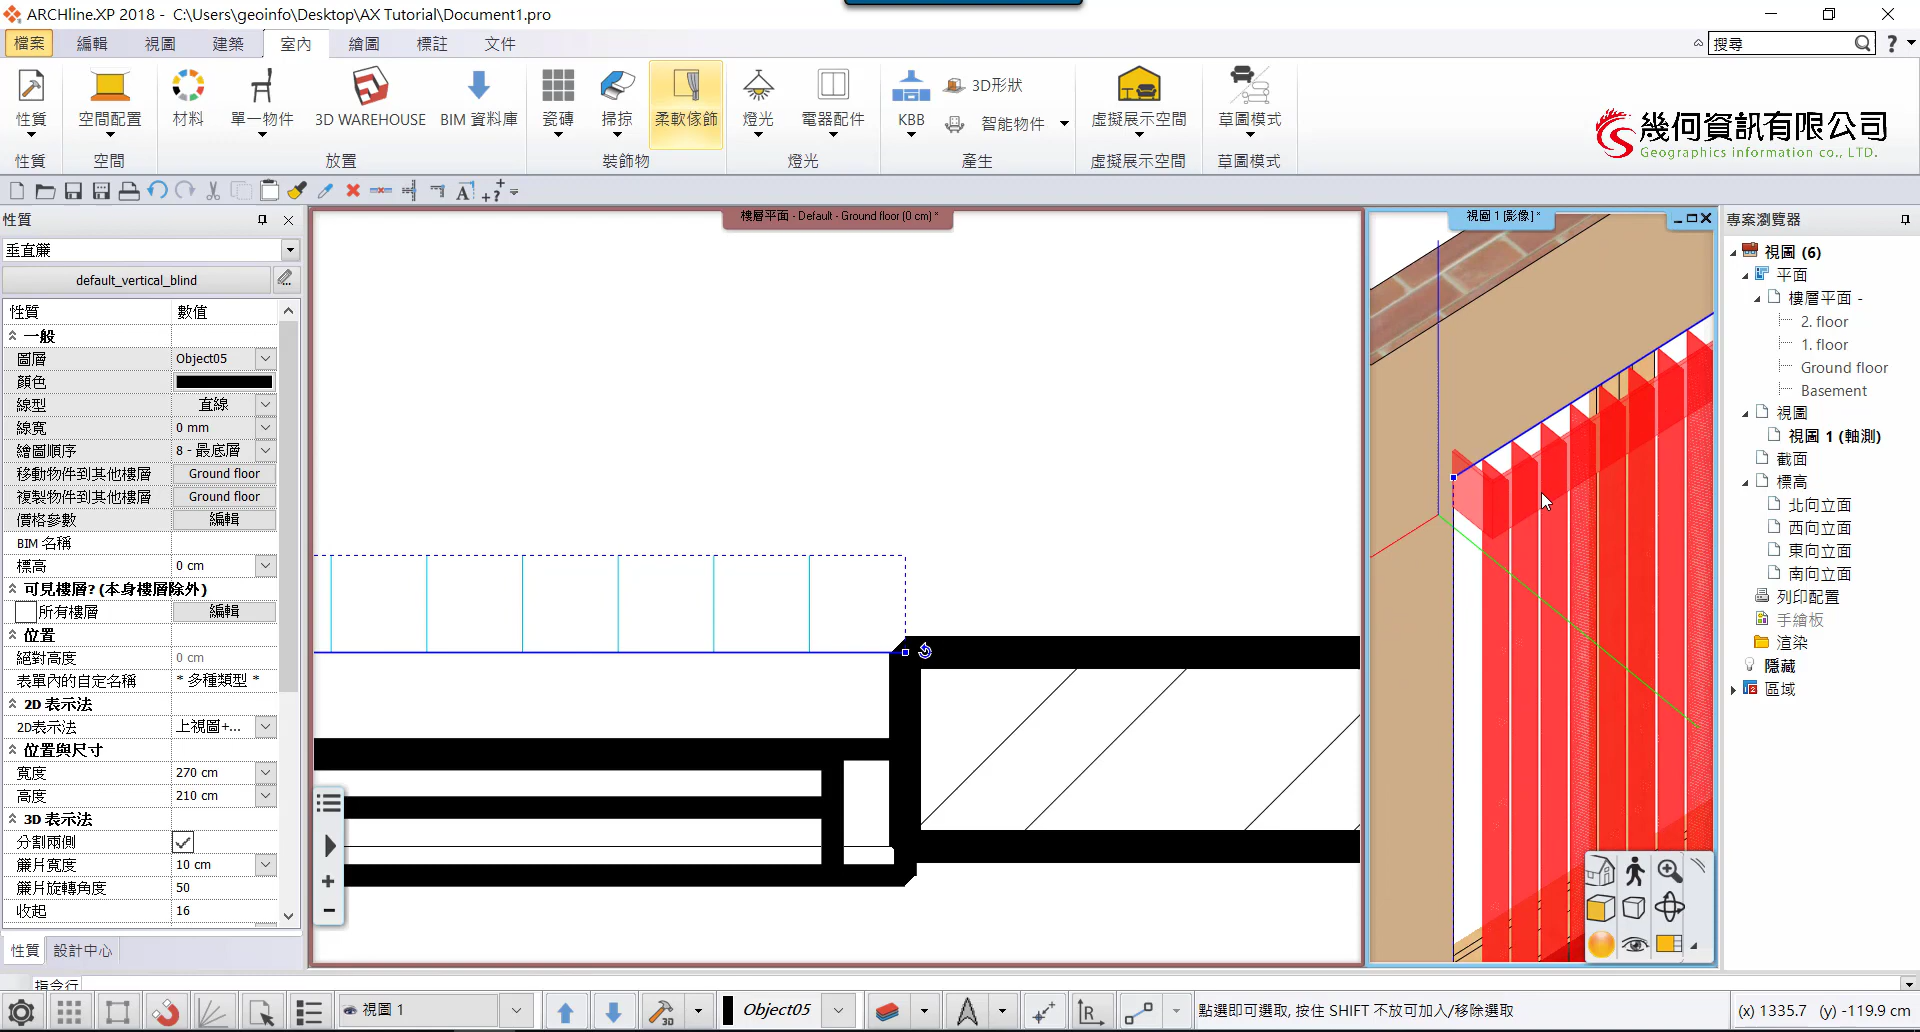 ARCHline.XP 2018 - C:\Users\geoinfo\Desktop\AX Tutorial\Document1.pro
檔案 編輯 視圖 建築 室內 繪圖 標註 文件
搜尋
?
性質 空間配置 材料 單一物件 3D WAREHOUSE BIM 資料庫 瓷磚 掃掠 柔軟傢飾 燈光 電器配件 KBB 3D形狀 智能物件 虛擬展示空間 草圖模式
性質 空間 放置 裝飾物 燈光 產生 虛擬展示空間 草圖模式
幾何資訊有限公司
Geographics information co., LTD.
性質
垂直簾
default_vertical_blind
性質 數值
一般
圖層 Object05
顏色
線型 直線
線寬 0 mm
繪圖順序 8 - 最底層
移動物件到其他樓層 Ground floor
複製物件到其他樓層 Ground floor
價格參數 編輯
BIM 名稱
標高 0 cm
可見樓層? (本身樓層除外)
所有樓層 編輯
位置
絕對高度 0 cm
表單內的自定名稱 * 多種類型 *
2D 表示法
2D表示法 上視圖+...
位置與尺寸
寬度 270 cm
高度 210 cm
3D 表示法
分割兩側
簾片寬度 10 cm
簾片旋轉角度 50
收起 16
性質 設計中心
樓層平面 - Default - Ground floor (0 cm) *
視圖 1 [影像] *
專案瀏覽器
視圖 (6)
平面
樓層平面 -
2. floor
1. floor
Ground floor
Basement
視圖
視圖 1 (軸測)
截面
標高
北向立面
西向立面
東向立面
南向立面
列印配置
手繪板
渲染
隱藏
區域
指令行
視圖 1
3D
Object05
點選即可選取, 按住 SHIFT 不放可加入/移除選取
(x) 1335.7 (y) -119.9 cm